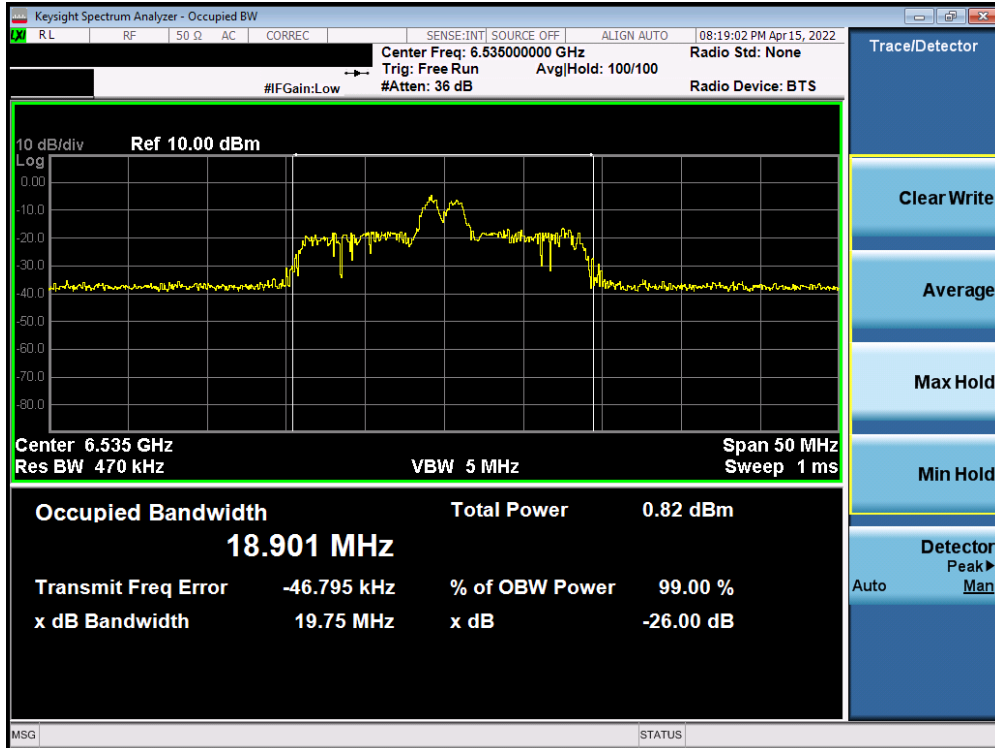 Keysight Spectrum Analyzer - Occupied BW
LXI RL RF 50 Ω AC CORREC SENSE:INT SOURCE OFF ALIGN AUTO 08:19:02 PM Apr 15, 2022
Center Freq: 6.535000000 GHz Radio Std: None
Trig: Free Run Avg|Hold: 100/100
#IFGain:Low #Atten: 36 dB Radio Device: BTS
10 dB/div Ref 10.00 dBm
Log
0.00
-10.0
-20.0
-30.0
-40.0
-50.0
-60.0
-70.0
-80.0
Center 6.535 GHz Span 50 MHz
Res BW 470 kHz VBW 5 MHz Sweep 1 ms
Occupied Bandwidth Total Power 0.82 dBm
18.901 MHz
Transmit Freq Error -46.795 kHz % of OBW Power 99.00 %
x dB Bandwidth 19.75 MHz x dB -26.00 dB
Trace/Detector
Clear Write
Average
Max Hold
Min Hold
Detector
Peak▶
Auto Man
MSG STATUS